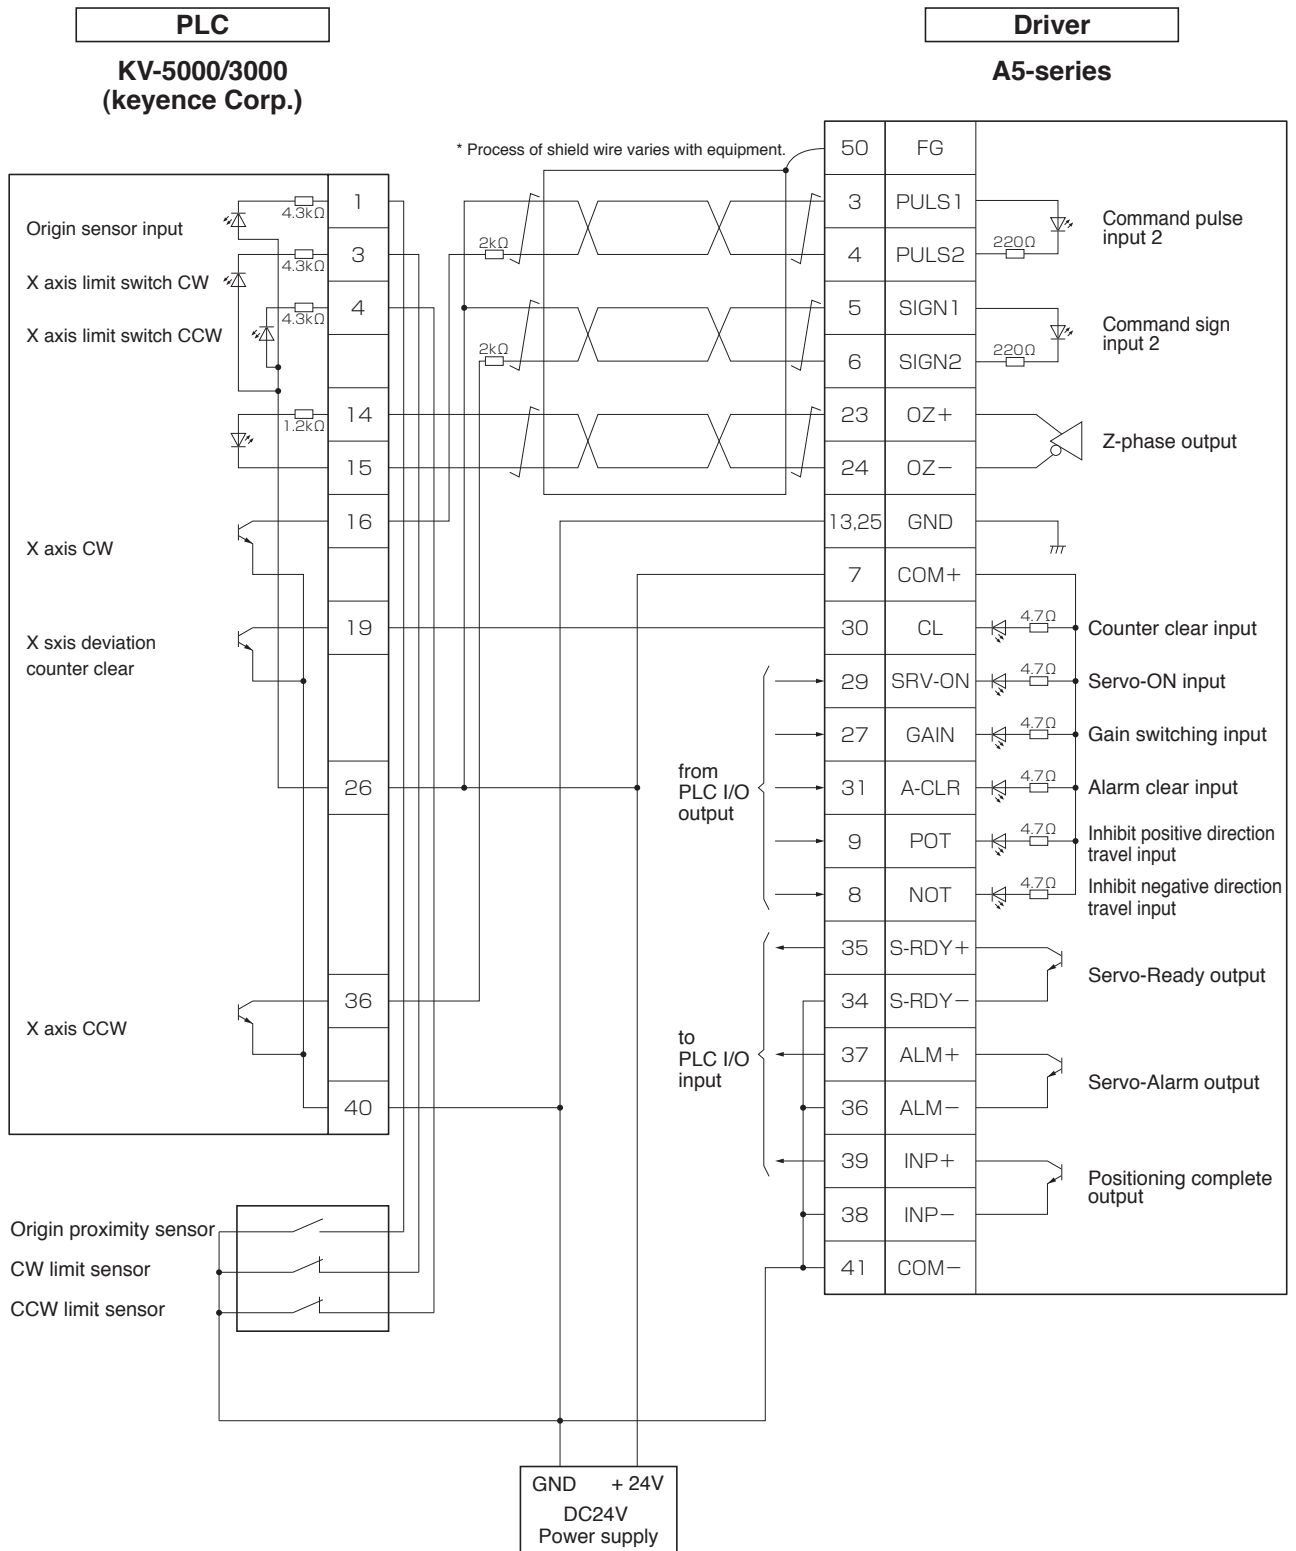 PLC
Driver
KV-5000/3000
(keyence Corp.)
A5-series
* Process of shield wire varies with equipment.
50 FG
Origin sensor input
4.3kΩ
1
3 PULS1
Command pulse
input 2
X axis limit switch CW
4.3kΩ
3
2kΩ
4 PULS2
220Ω
X axis limit switch CCW
4.3kΩ
4
5 SIGN1
Command sign
input 2
2kΩ
6 SIGN2
220Ω
1.2kΩ
14
23 OZ+
Z-phase output
15
24 OZ−
X axis CW
16
13,25 GND
7 COM+
X sxis deviation
counter clear
19
30 CL
4.7Ω
Counter clear input
29 SRV-ON
4.7Ω
Servo-ON input
27 GAIN
4.7Ω
Gain switching input
from
PLC I/O
output
26
31 A-CLR
4.7Ω
Alarm clear input
9 POT
4.7Ω
Inhibit positive direction
travel input
8 NOT
4.7Ω
Inhibit negative direction
travel input
35 S-RDY+
Servo-Ready output
X axis CCW
36
34 S-RDY−
to
PLC I/O
input
37 ALM+
Servo-Alarm output
40
36 ALM−
39 INP+
Positioning complete
output
38 INP−
41 COM−
Origin proximity sensor
CW limit sensor
CCW limit sensor
GND + 24V
DC24V
Power supply